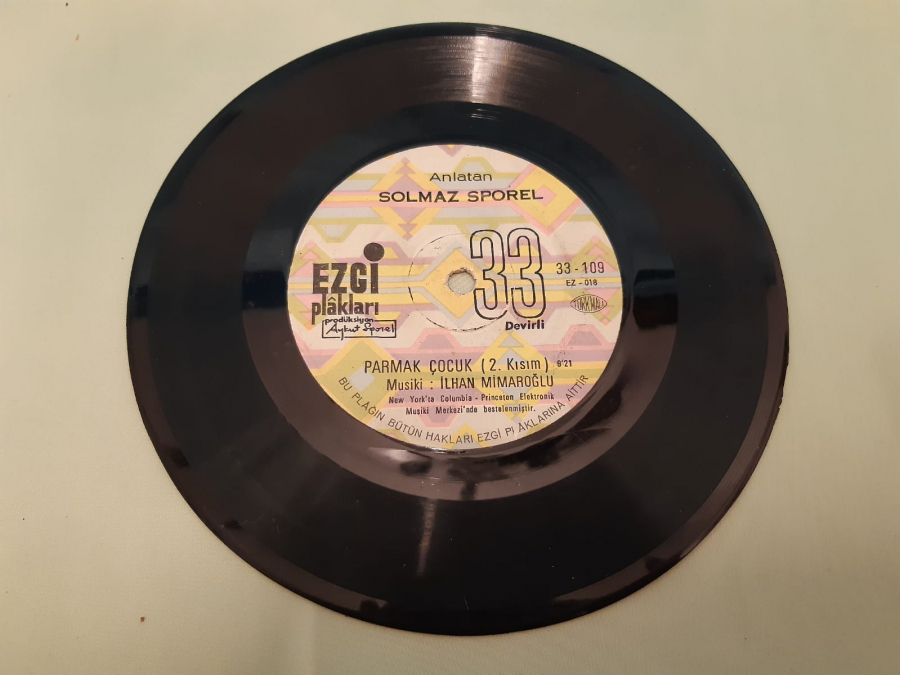 Anlatan
SOLMAZ SPOREL
EZGİ
plâkları
prodüksiyon
Aykut Sporel
33
Devirli
33 - 109
EZ - 018
TÜRKMALI
PARMAK ÇOCUK (2. Kısım) 6'21
Musiki : İLHAN MİMAROĞLU
New York'ta Columbia - Princeton Elektronik
Musiki Merkezi'nde bestelenmiştir.
BU PLAĞIN BÜTÜN HAKLARI EZGİ PLÂKLARINA AİTTİR